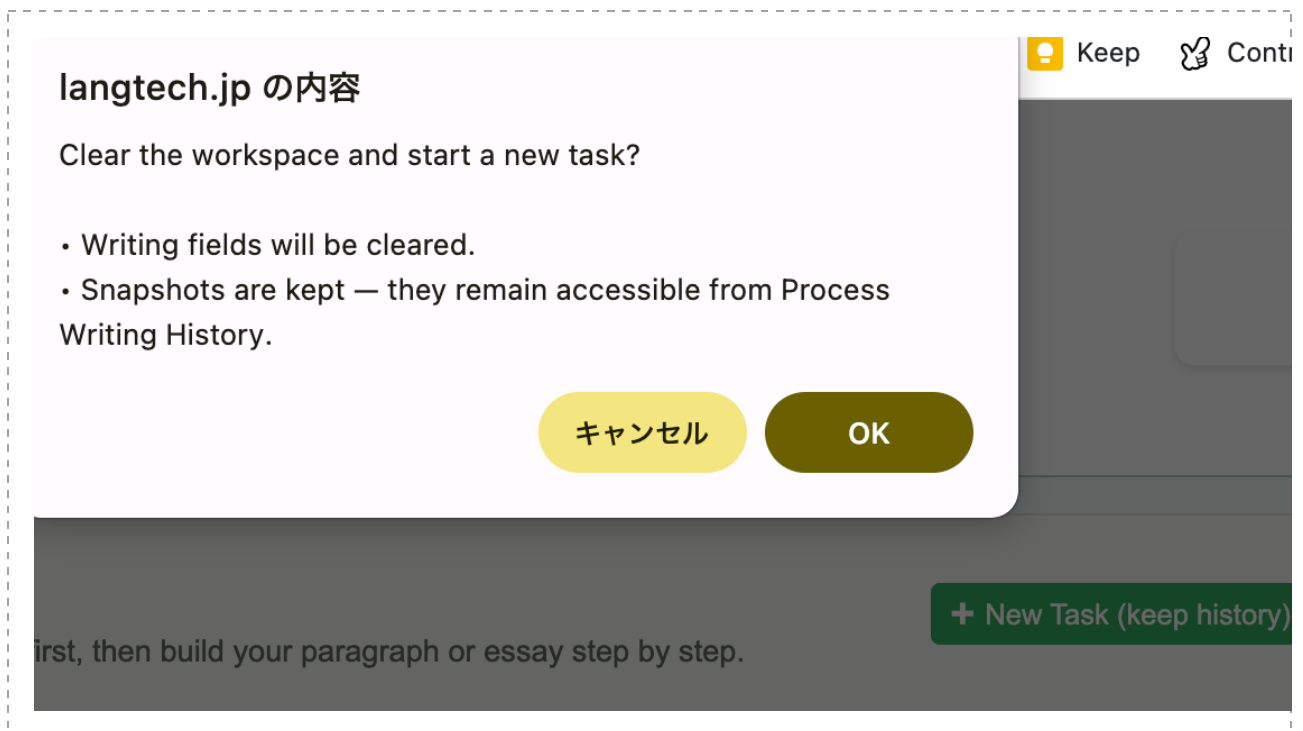 Keep
langtech.jp の内容
Clear the workspace and start a new task?
• Writing fields will be cleared.
• Snapshots are kept — they remain accessible from Process
Writing History.
キャンセル
OK
New Task (keep history)
, then build your paragraph or essay step by step.